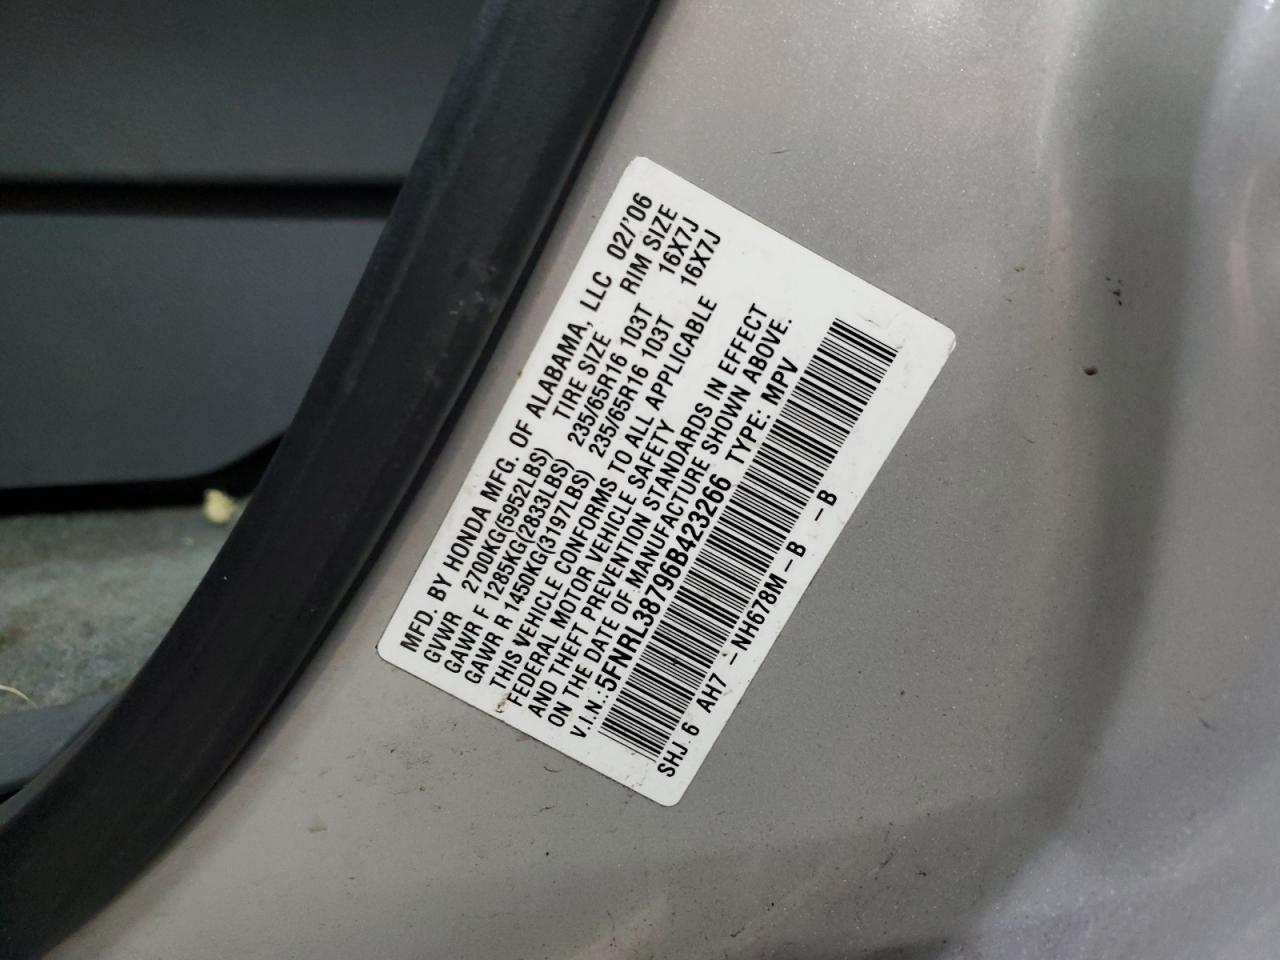 MFD. BY HONDA MFG. OF ALABAMA, LLC 02/'06
GVWR 2700KG(5952LBS) TIRE SIZE RIM SIZE
GAWR F 1285KG(2833LBS) 235/65R16 103T 16X7J
GAWR R 1450KG(3197LBS) 235/65R16 103T 16X7J
THIS VEHICLE CONFORMS TO ALL APPLICABLE
FEDERAL MOTOR VEHICLE SAFETY
AND THEFT PREVENTION STANDARDS IN EFFECT
ON THE DATE OF MANUFACTURE SHOWN ABOVE.
V.I.N.: 5FNRL38796B423266 TYPE: MPV
SHJ 6 AH7 - NH678M - B - B